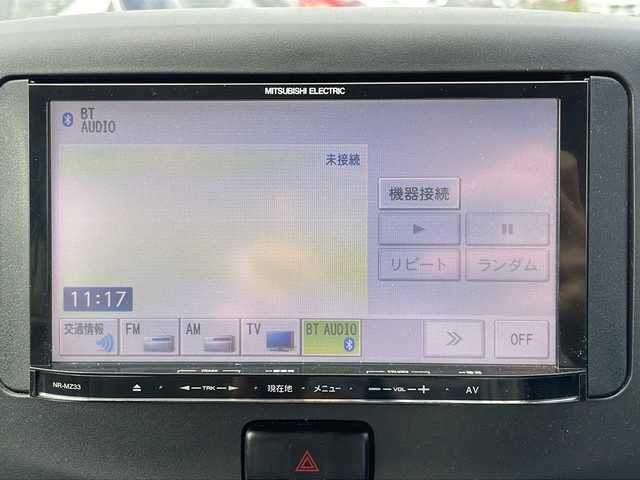 MITSUBISHI ELECTRIC
BT
AUDIO
未接続
機器接続
リピート ランダム
11:17
交通情報 FM AM TV BT AUDIO OFF
NR-MZ33 TRK 現在地 メニュー VOL AV